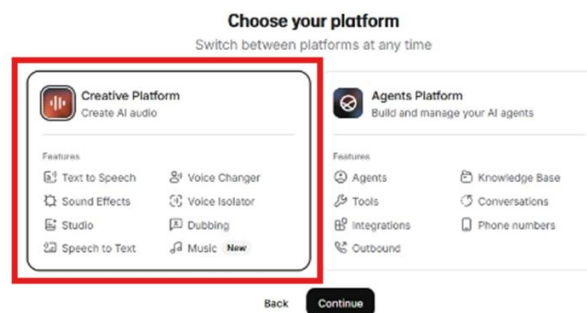 Choose your platform
Switch between platforms at any time
Creative Platform
Create AI audio
Features
Text to Speech
Voice Changer
Sound Effects
Voice Isolator
Studio
Dubbing
Speech to Text
Music New
Agents Platform
Build and manage your AI agents
Features
Agents
Knowledge Base
Tools
Conversations
Integrations
Phone numbers
Outbound
Back
Continue